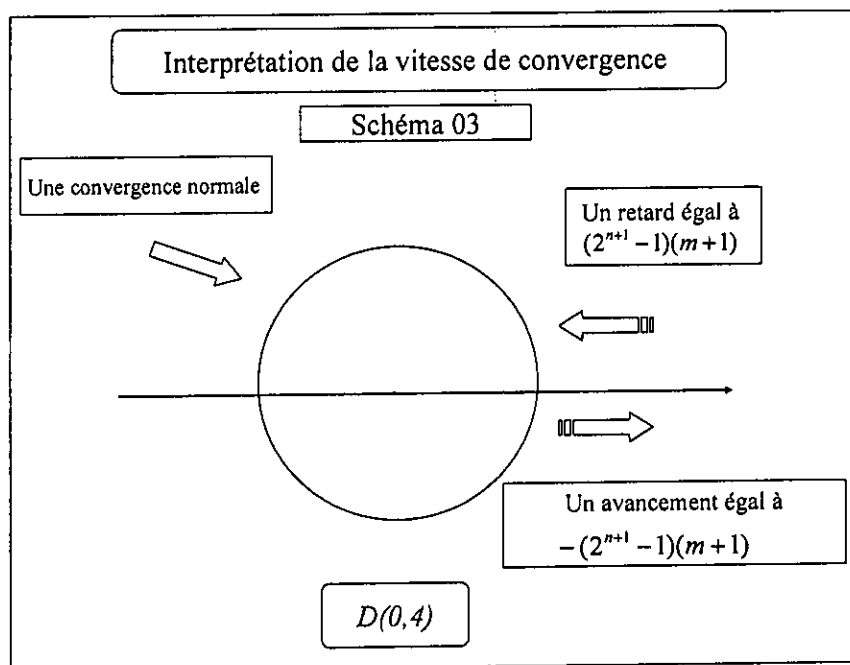 Interprétation de la vitesse de convergence
Schéma 03
Une convergence normale
Un retard égal à
(2^{n+1} − 1)(m + 1)
Un avancement égal à
− (2^{n+1} − 1)(m + 1)
D(0,4)